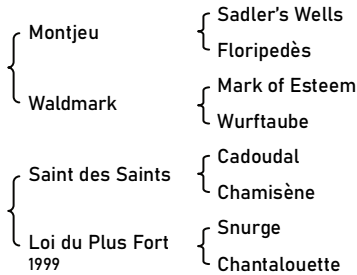 Sadler's Wells
Montjeu
Floripedès
Mark of Esteem
Waldmark
Wurftaube
Cadoudal
Saint des Saints
Chamisène
Snurge
Loi du Plus Fort
1999
Chantalouette